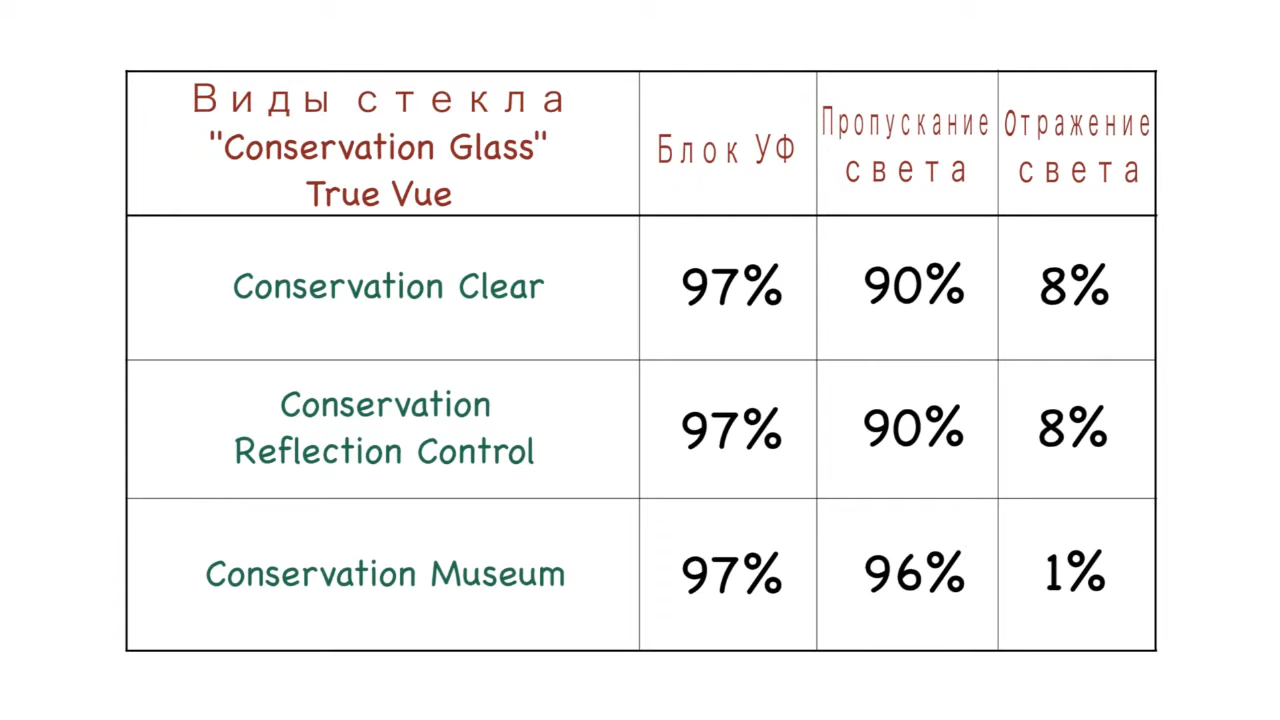 Виды стекла
"Conservation Glass"
True Vue
Блок УФ
Пропускание
света
Отражение
света
Conservation Clear
97%
90%
8%
Conservation
Reflection Control
97%
90%
8%
Conservation Museum
97%
96%
1%